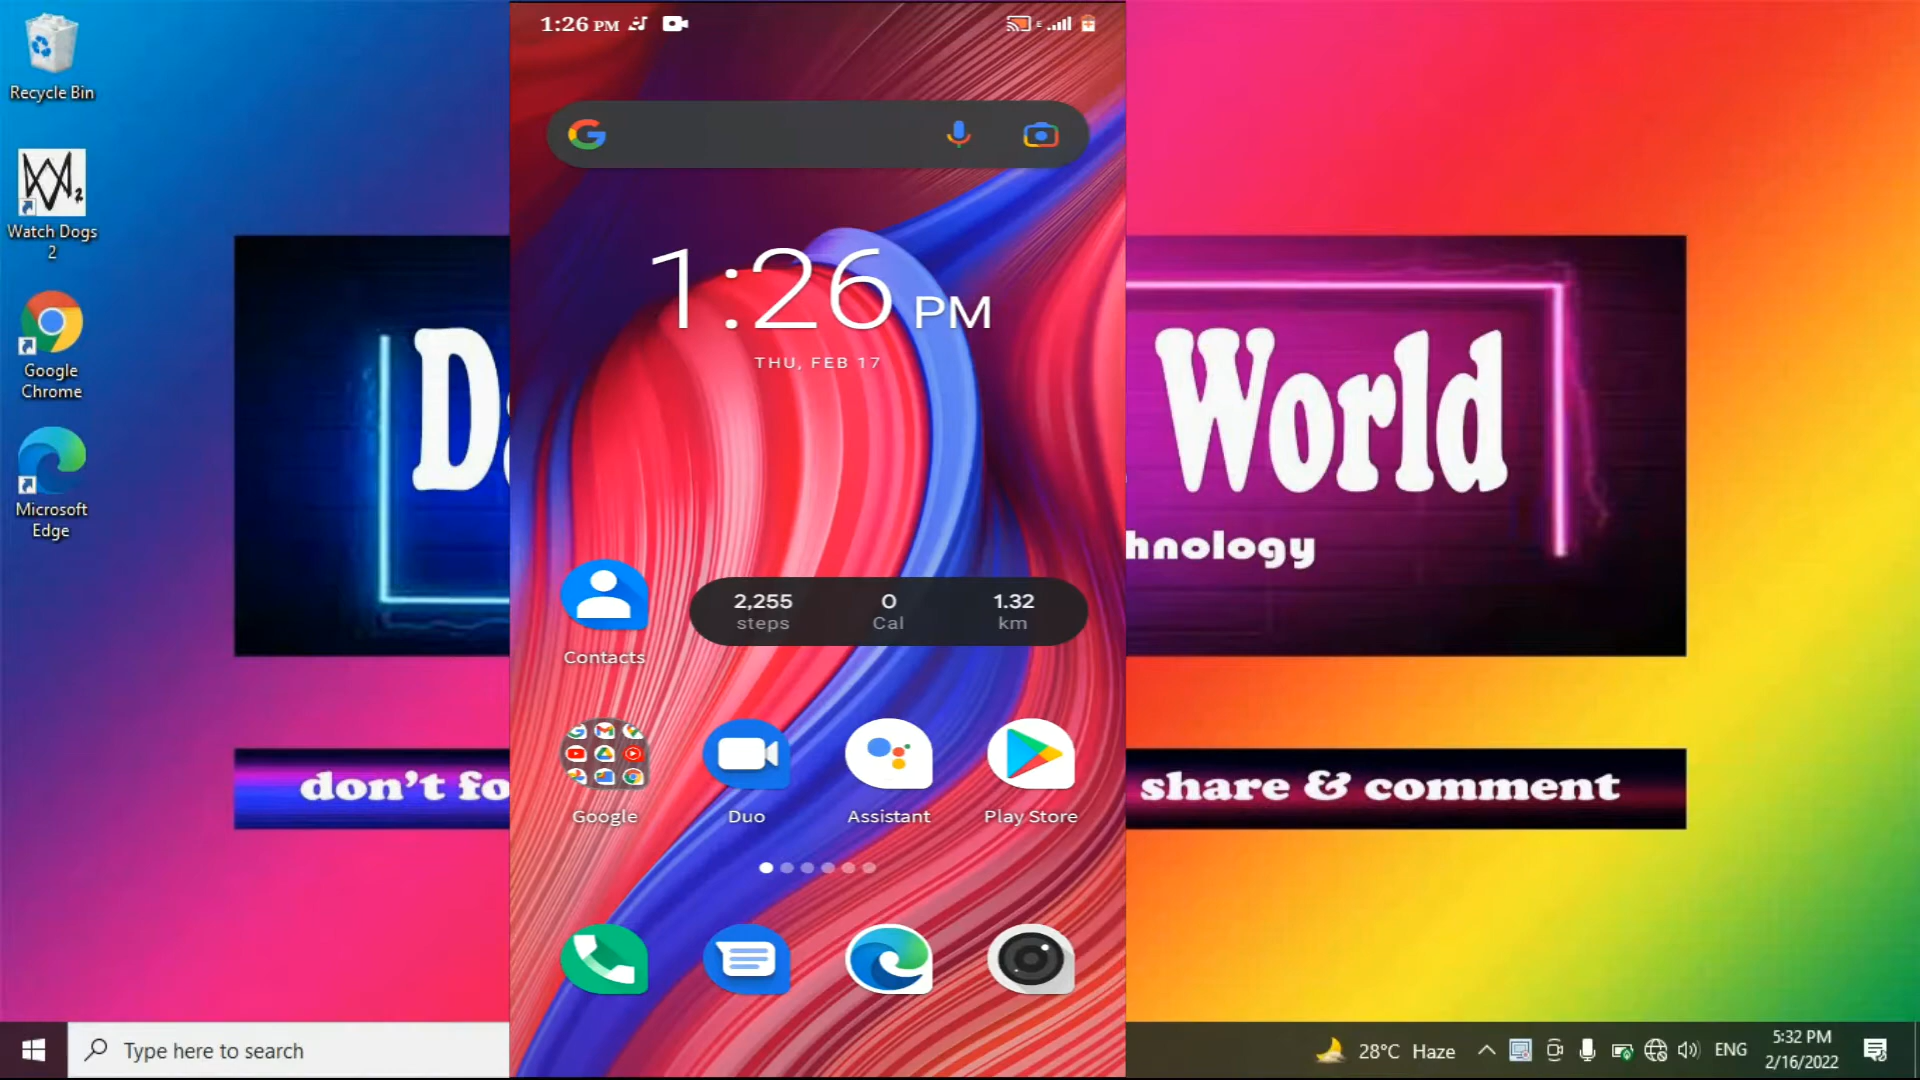 Recycle Bin
Watch Dogs
2
Google
Chrome
Microsoft
Edge
1:26 PM
E
1:26 PM
THU, FEB 17
World
hnology
2,255
steps
0
Cal
1.32
km
Contacts
Google
Duo
Assistant
Play Store
don't fo
share & comment
Type here to search
28°C Haze
ENG
5:32 PM
2/16/2022